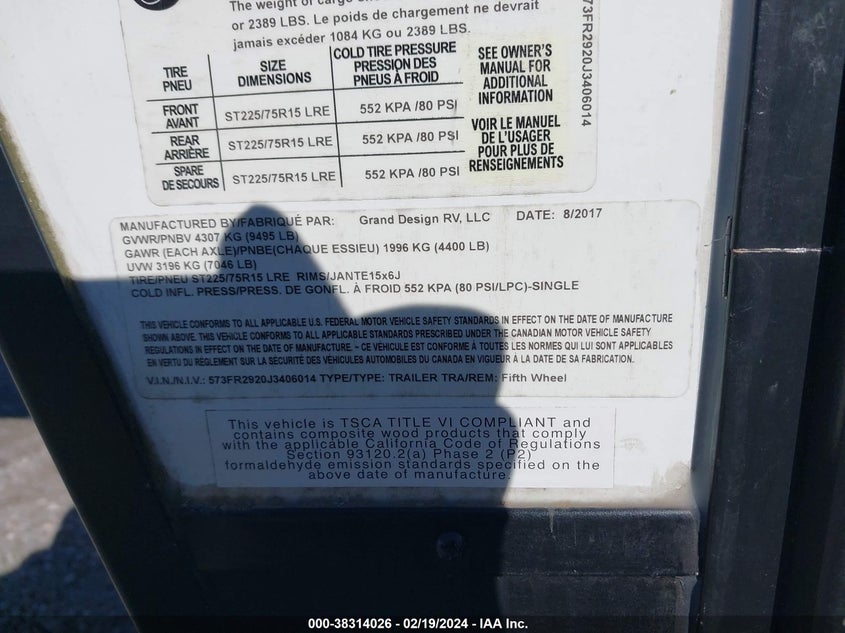 The weight of cargo
or 2389 LBS. Le poids de chargement ne devrait
jamais excéder 1084 KG ou 2389 LBS.
TIRE
PNEU
SIZE
DIMENSIONS
COLD TIRE PRESSURE
PRESSION DES
PNEUS À FROID
FRONT
AVANT
ST225/75R15 LRE
552 KPA /80 PSI
REAR
ARRIÈRE
ST225/75R15 LRE
552 KPA /80 PSI
SPARE
DE SECOURS
ST225/75R15 LRE
552 KPA /80 PSI
SEE OWNER'S
MANUAL FOR
ADDITIONAL
INFORMATION
VOIR LE MANUEL
DE L'USAGER
POUR PLUS DE
RENSEIGNEMENTS
573FR2920J3406014
MANUFACTURED BY/FABRIQUÉ PAR: Grand Design RV, LLC DATE: 8/2017
GVWR/PNBV 4307 KG (9495 LB)
GAWR (EACH AXLE)/PNBE(CHAQUE ESSIEU) 1996 KG (4400 LB)
UVW 3196 KG (7046 LB)
TIRE/PNEU ST225/75R15 LRE RIMS/JANTE15x6J
COLD INFL. PRESS/PRESS. DE GONFL. À FROID 552 KPA (80 PSI/LPC)-SINGLE
THIS VEHICLE CONFORMS TO ALL APPLICABLE U.S. FEDERAL MOTOR VEHICLE SAFETY STANDARDS IN EFFECT ON THE DATE OF MANUFACTURE
SHOWN ABOVE. THIS VEHICLE CONFORMS TO ALL APPLICABLE STANDARDS PRESCRIBED UNDER THE CANADIAN MOTOR VEHICLE SAFETY
REGULATIONS IN EFFECT ON THE DATE OF MANUFACTURE. - CE VÉHICULE EST CONFORME À TOUTES LES NORMES QUI LUI SONT APPLICABLES
EN VERTU DU RÈGLEMENT SUR LA SÉCURITÉ DES VÉHICULES AUTOMOBILES DU CANADA EN VIGUEUR À LA DATE DE SA FABRICATION.
V.I.N./N.I.V.: 573FR2920J3406014 TYPE/TYPE: TRAILER TRA/REM: Fifth Wheel
This vehicle is TSCA TITLE VI COMPLIANT and
contains composite wood products that comply
with the applicable California Code of Regulations
Section 93120.2(a) Phase 2 (P2)
formaldehyde emission standards specified on the
above date of manufacture.
000-38314026 - 02/19/2024 - IAA Inc.